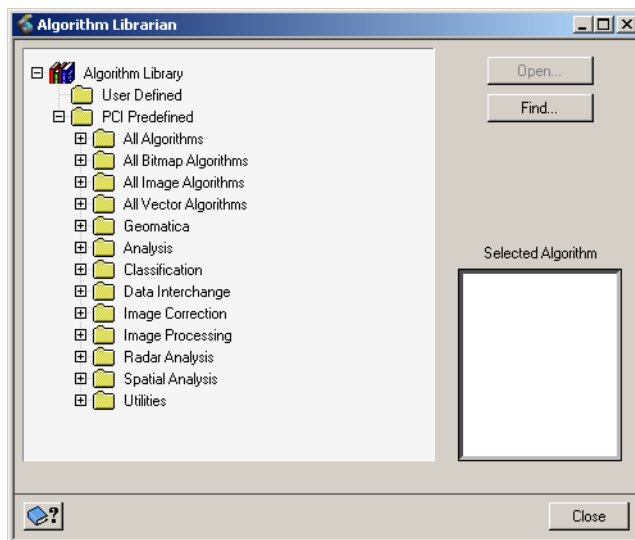 Algorithm Librarian
Algorithm Library
User Defined
PCI Predefined
All Algorithms
All Bitmap Algorithms
All Image Algorithms
All Vector Algorithms
Geomatica
Analysis
Classification
Data Interchange
Image Correction
Image Processing
Radar Analysis
Spatial Analysis
Utilities
Open...
Find...
Selected Algorithm
?
Close